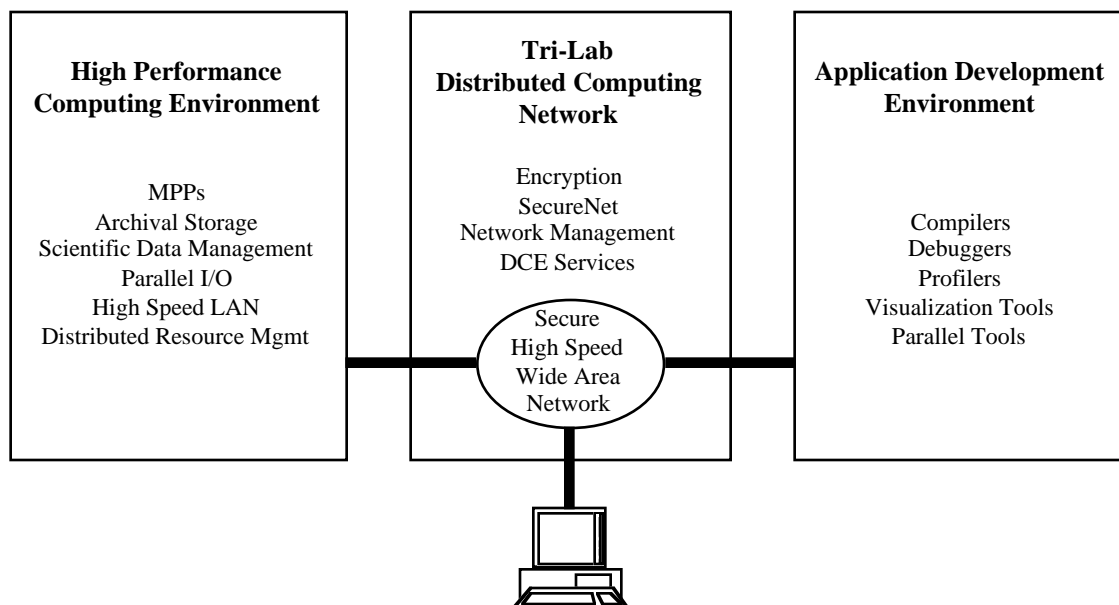 High Performance
Computing Environment
MPPs
Archival Storage
Scientific Data Management
Parallel I/O
High Speed LAN
Distributed Resource Mgmt
Tri-Lab
Distributed Computing
Network
Encryption
SecureNet
Network Management
DCE Services
Secure
High Speed
Wide Area
Network
Application Development
Environment
Compilers
Debuggers
Profilers
Visualization Tools
Parallel Tools